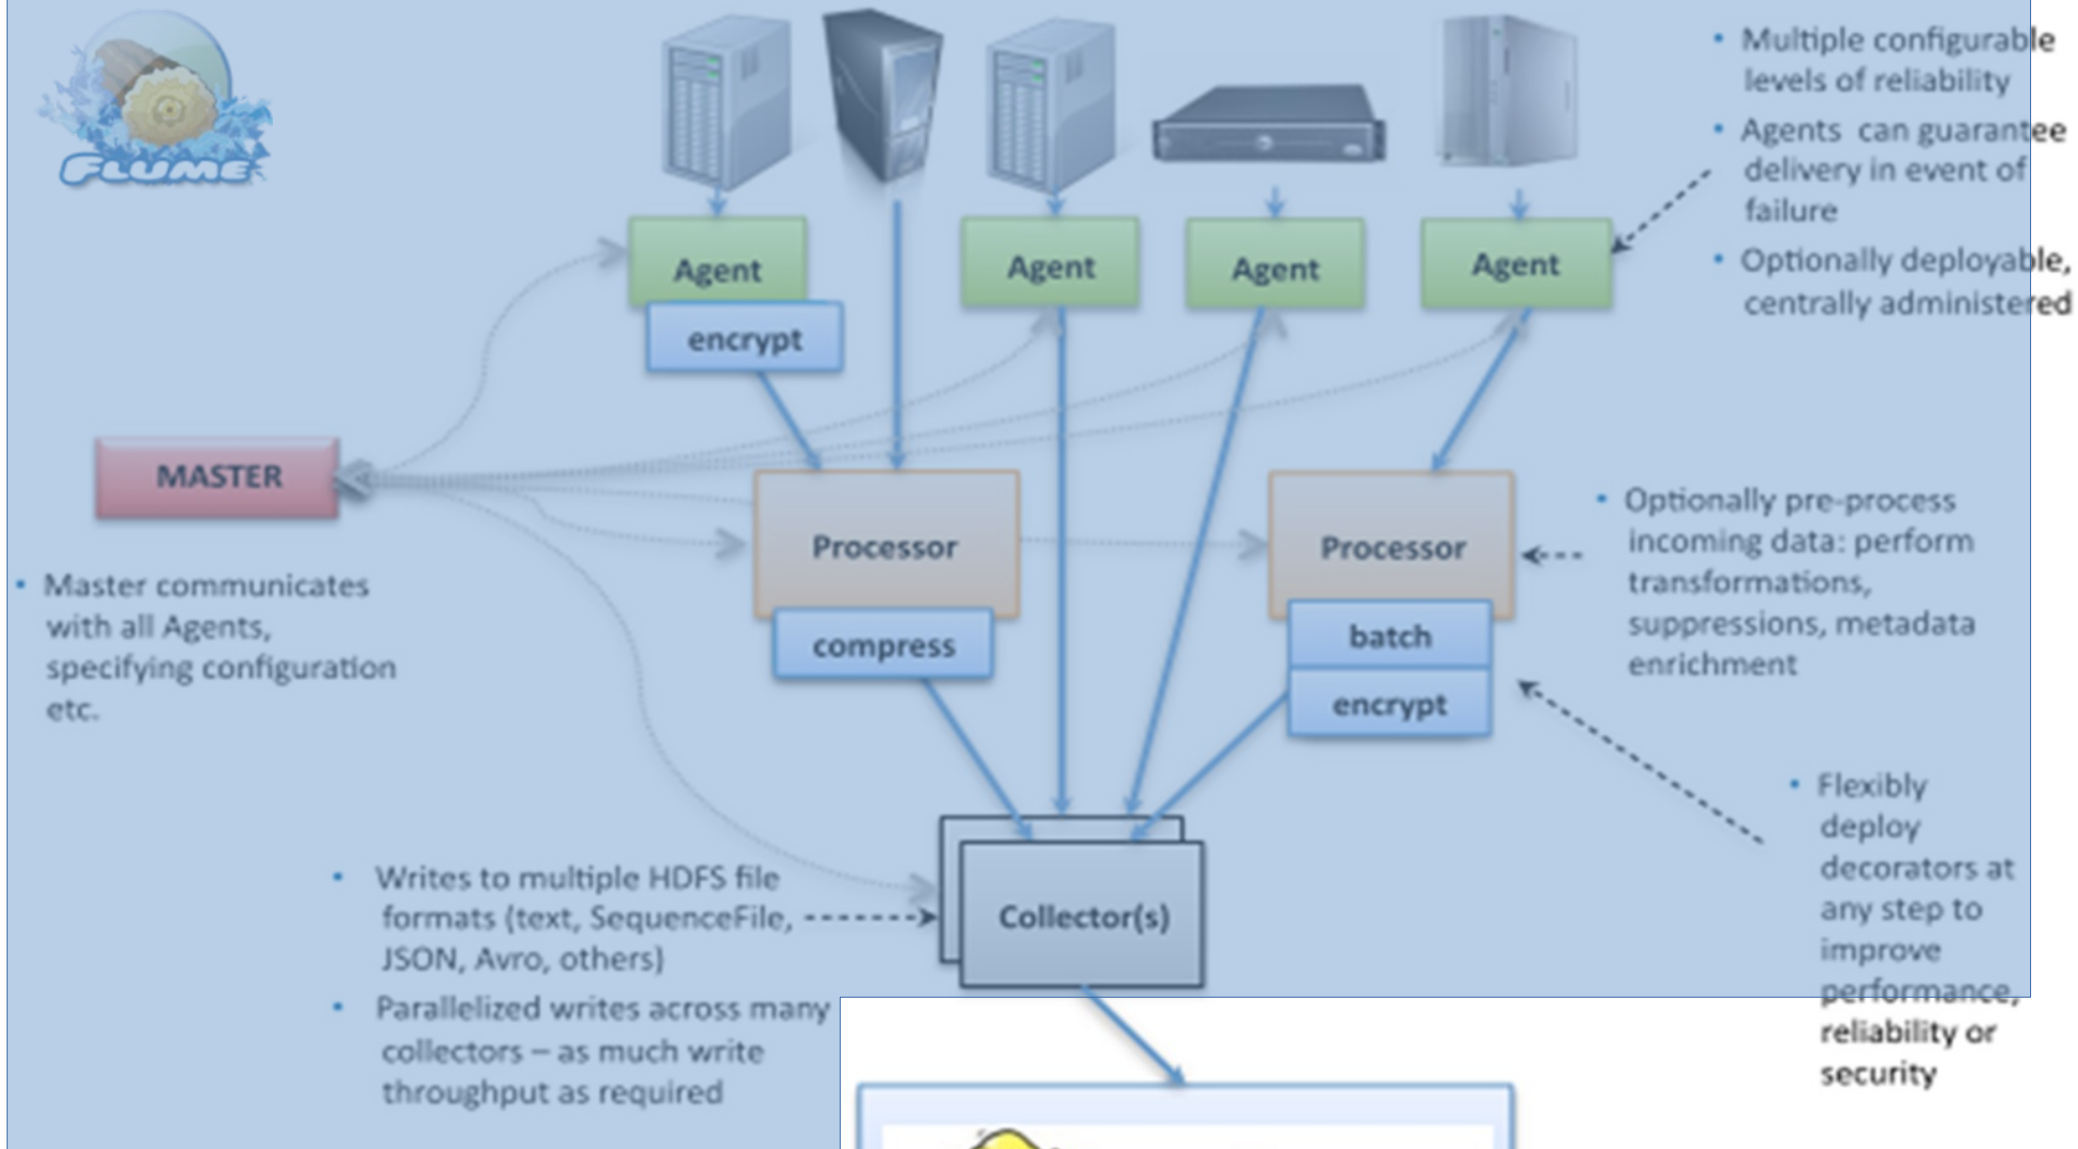 FLUME
• Multiple configurable
levels of reliability
• Agents can guarantee
delivery in event of
failure
• Optionally deployable,
centrally administered
Agent
Agent
Agent
Agent
encrypt
MASTER
• Master communicates
with all Agents,
specifying configuration
etc.
Processor
Processor
compress
batch
encrypt
• Optionally pre-process
incoming data: perform
transformations,
suppressions, metadata
enrichment
• Flexibly
deploy
decorators at
any step to
improve
performance,
reliability or
security
• Writes to multiple HDFS file
formats (text, SequenceFile,
JSON, Avro, others)
• Parallelized writes across many
collectors – as much write
throughput as required
Collector(s)